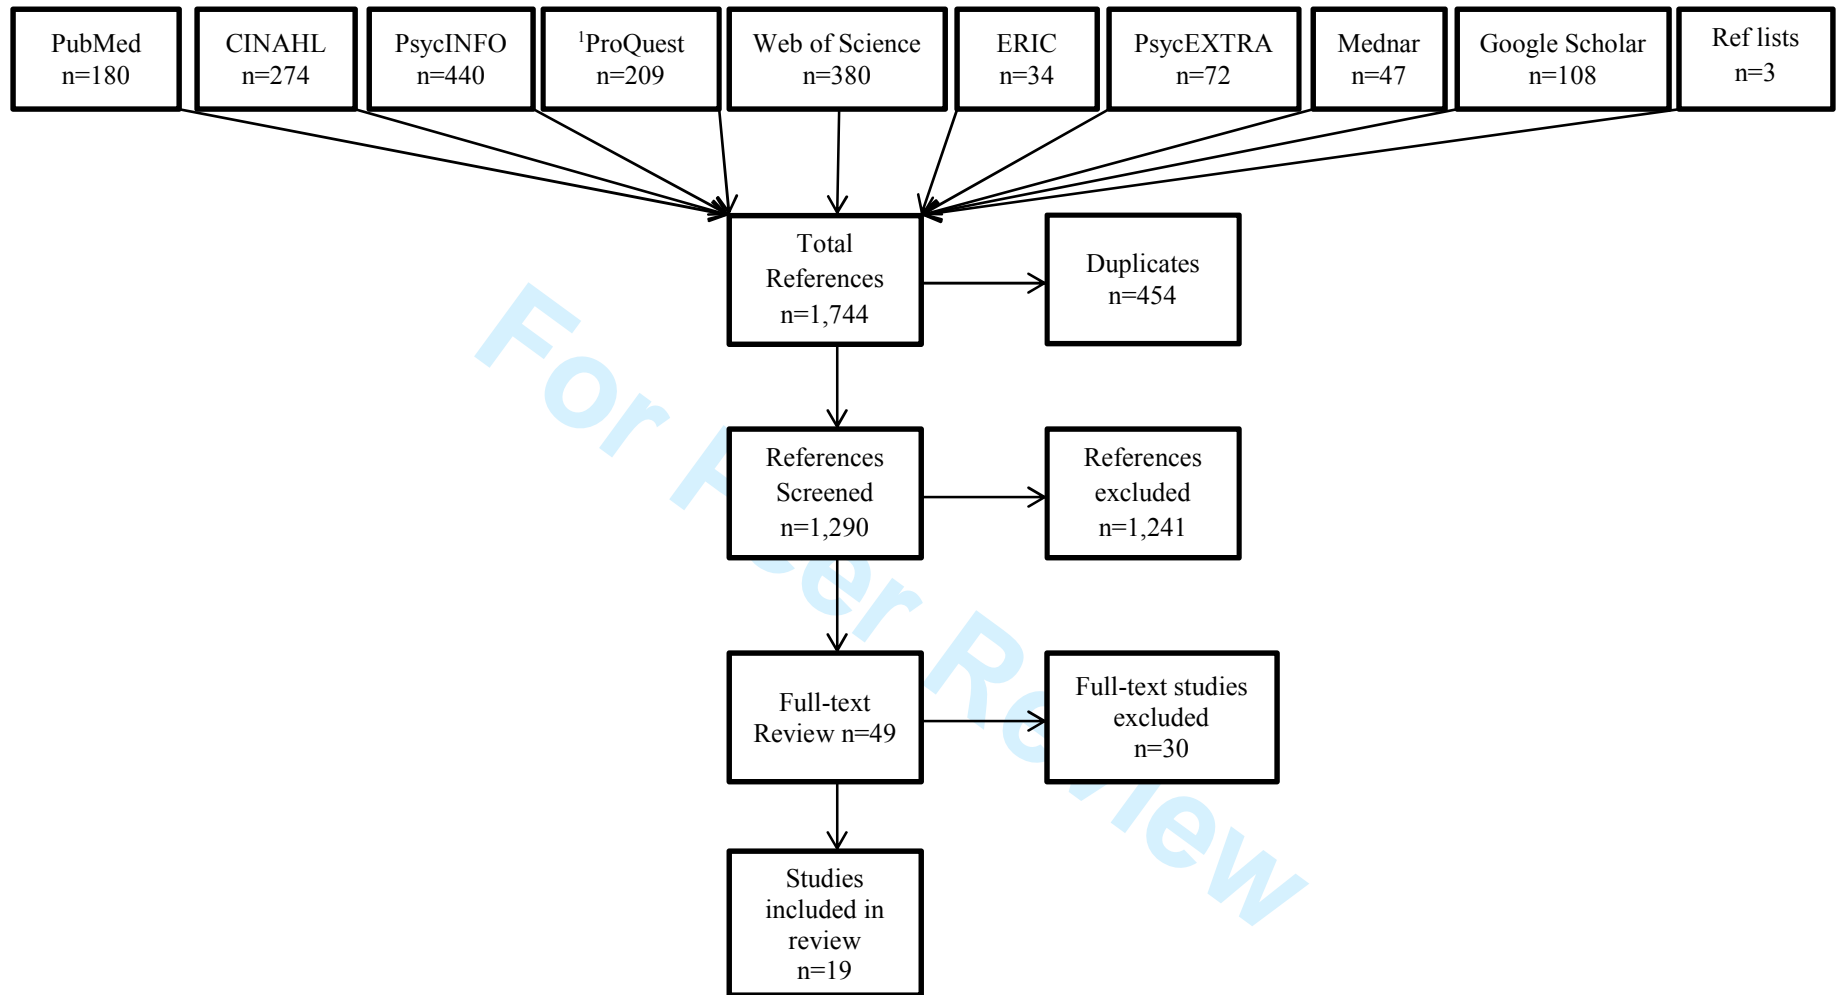 PubMed
n=180
CINAHL
n=274
PsycINFO
n=440
¹ProQuest
n=209
Web of Science
n=380
ERIC
n=34
PsycEXTRA
n=72
Mednar
n=47
Google Scholar
n=108
Ref lists
n=3
Total
References
n=1,744
Duplicates
n=454
References
Screened
n=1,290
References
excluded
n=1,241
Full-text
Review n=49
Full-text studies
excluded
n=30
Studies
included in
review
n=19
For Peer Review